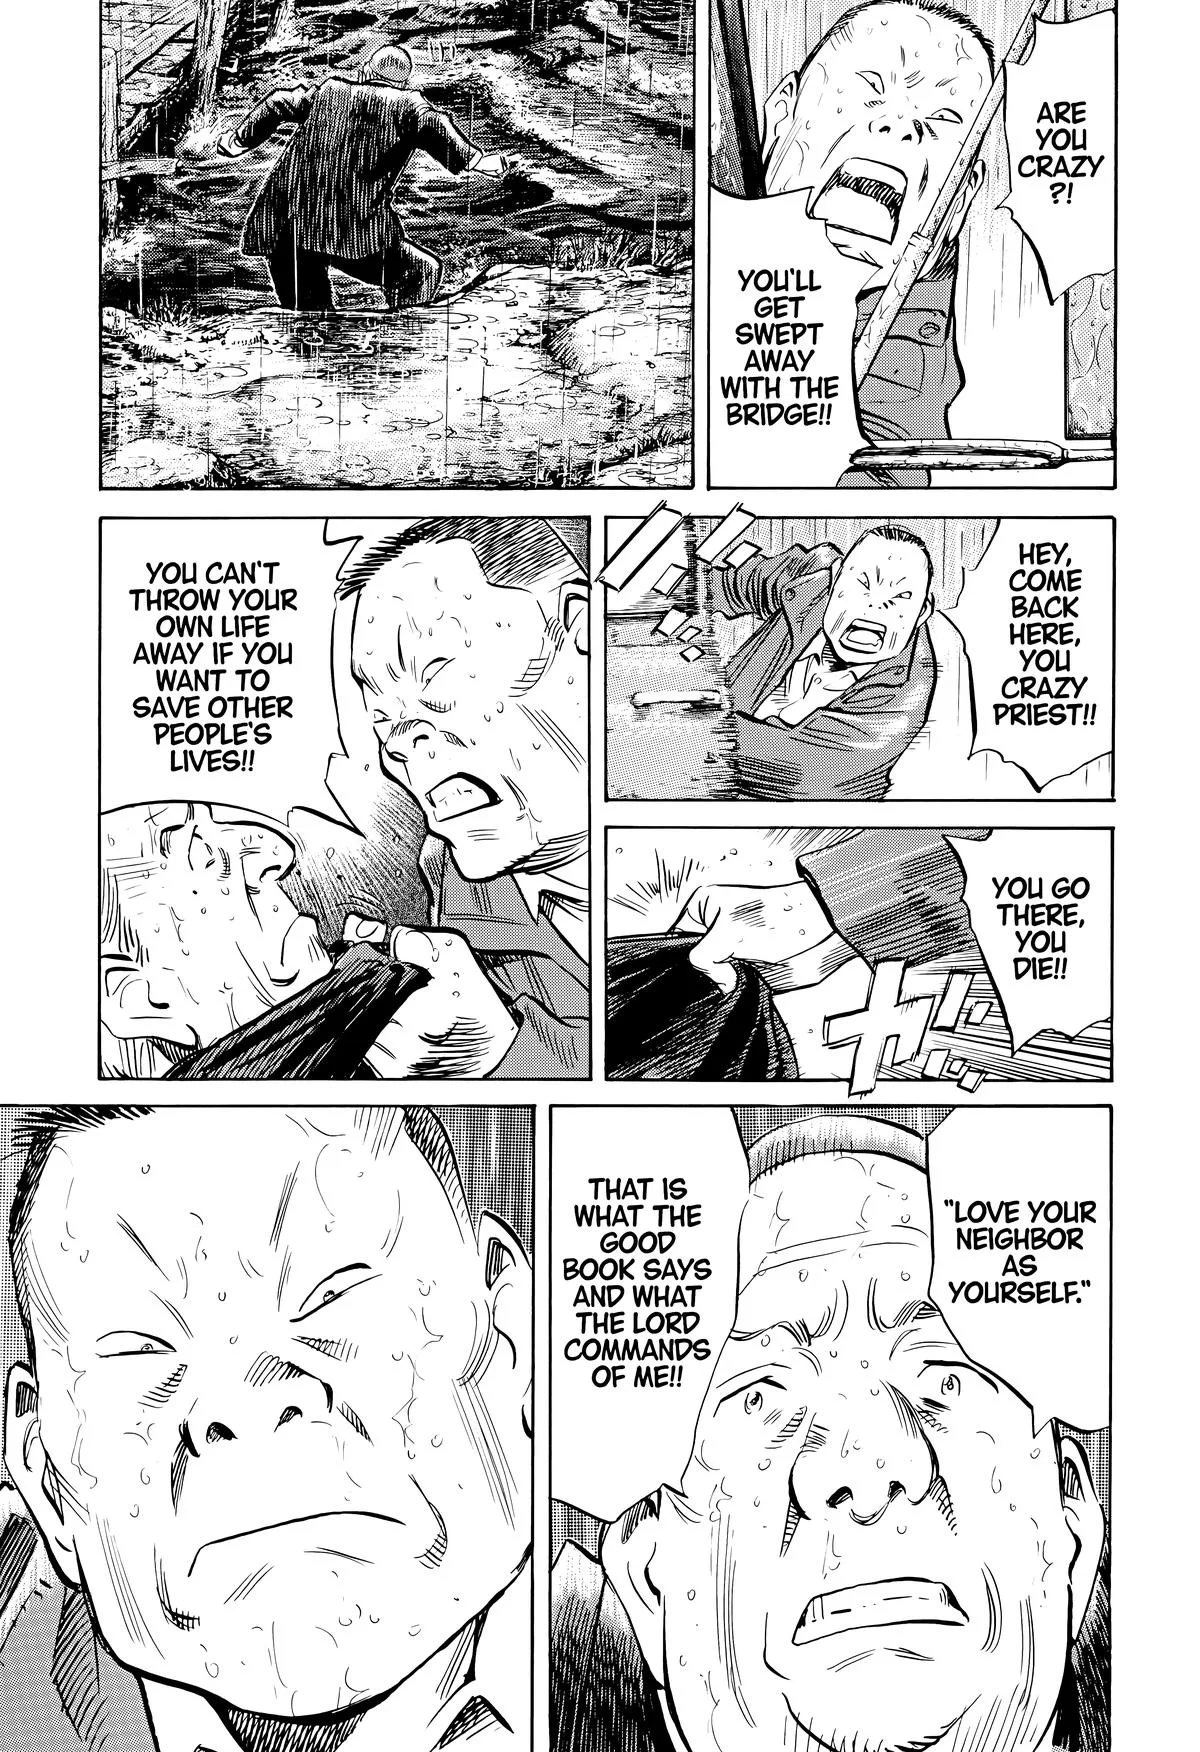 ARE
YOU
CRAZY
?!
YOU'LL
GET
SWEPT
AWAY
WITH THE
BRIDGE!!
HEY,
COME
BACK
HERE,
YOU
CRAZY
PRIEST!!
YOU CAN'T
THROW YOUR
OWN LIFE
AWAY IF YOU
WANT TO
SAVE OTHER
PEOPLE'S
LIVES!!
YOU GO
THERE,
YOU
DIE!!
ガバッ
"LOVE YOUR
NEIGHBOR
AS
YOURSELF."
THAT IS
WHAT THE
GOOD
BOOK SAYS
AND WHAT
THE LORD
COMMANDS
OF ME!!